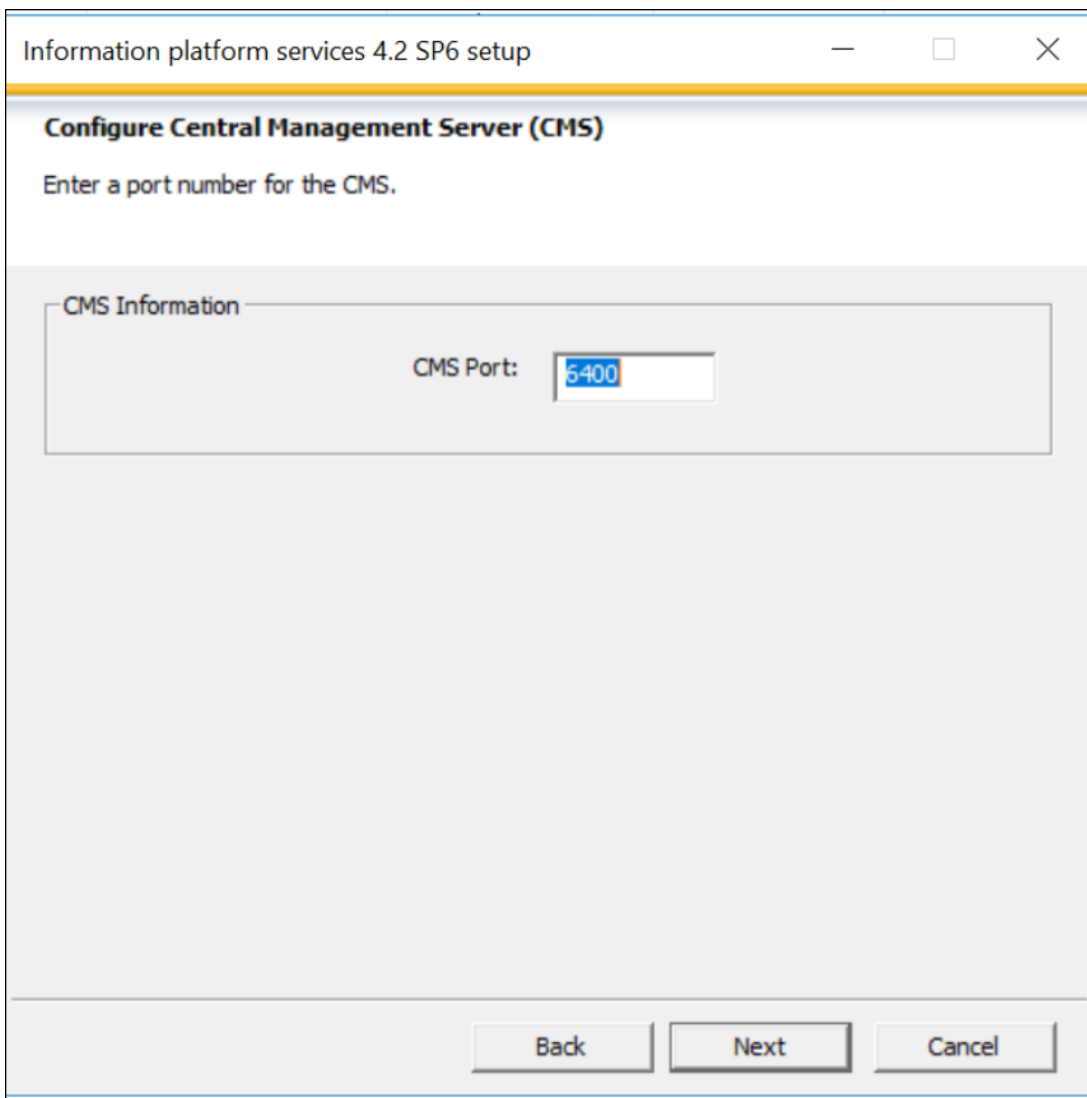 Information platform services 4.2 SP6 setup
Configure Central Management Server (CMS)
Enter a port number for the CMS.
CMS Information
CMS Port: 6400
Back Next Cancel